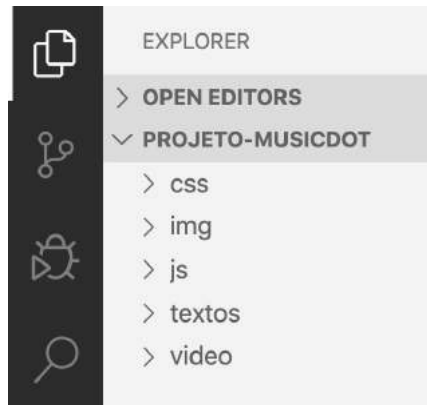 EXPLORER
OPEN EDITORS
PROJETO-MUSICDOT
css
img
js
textos
video